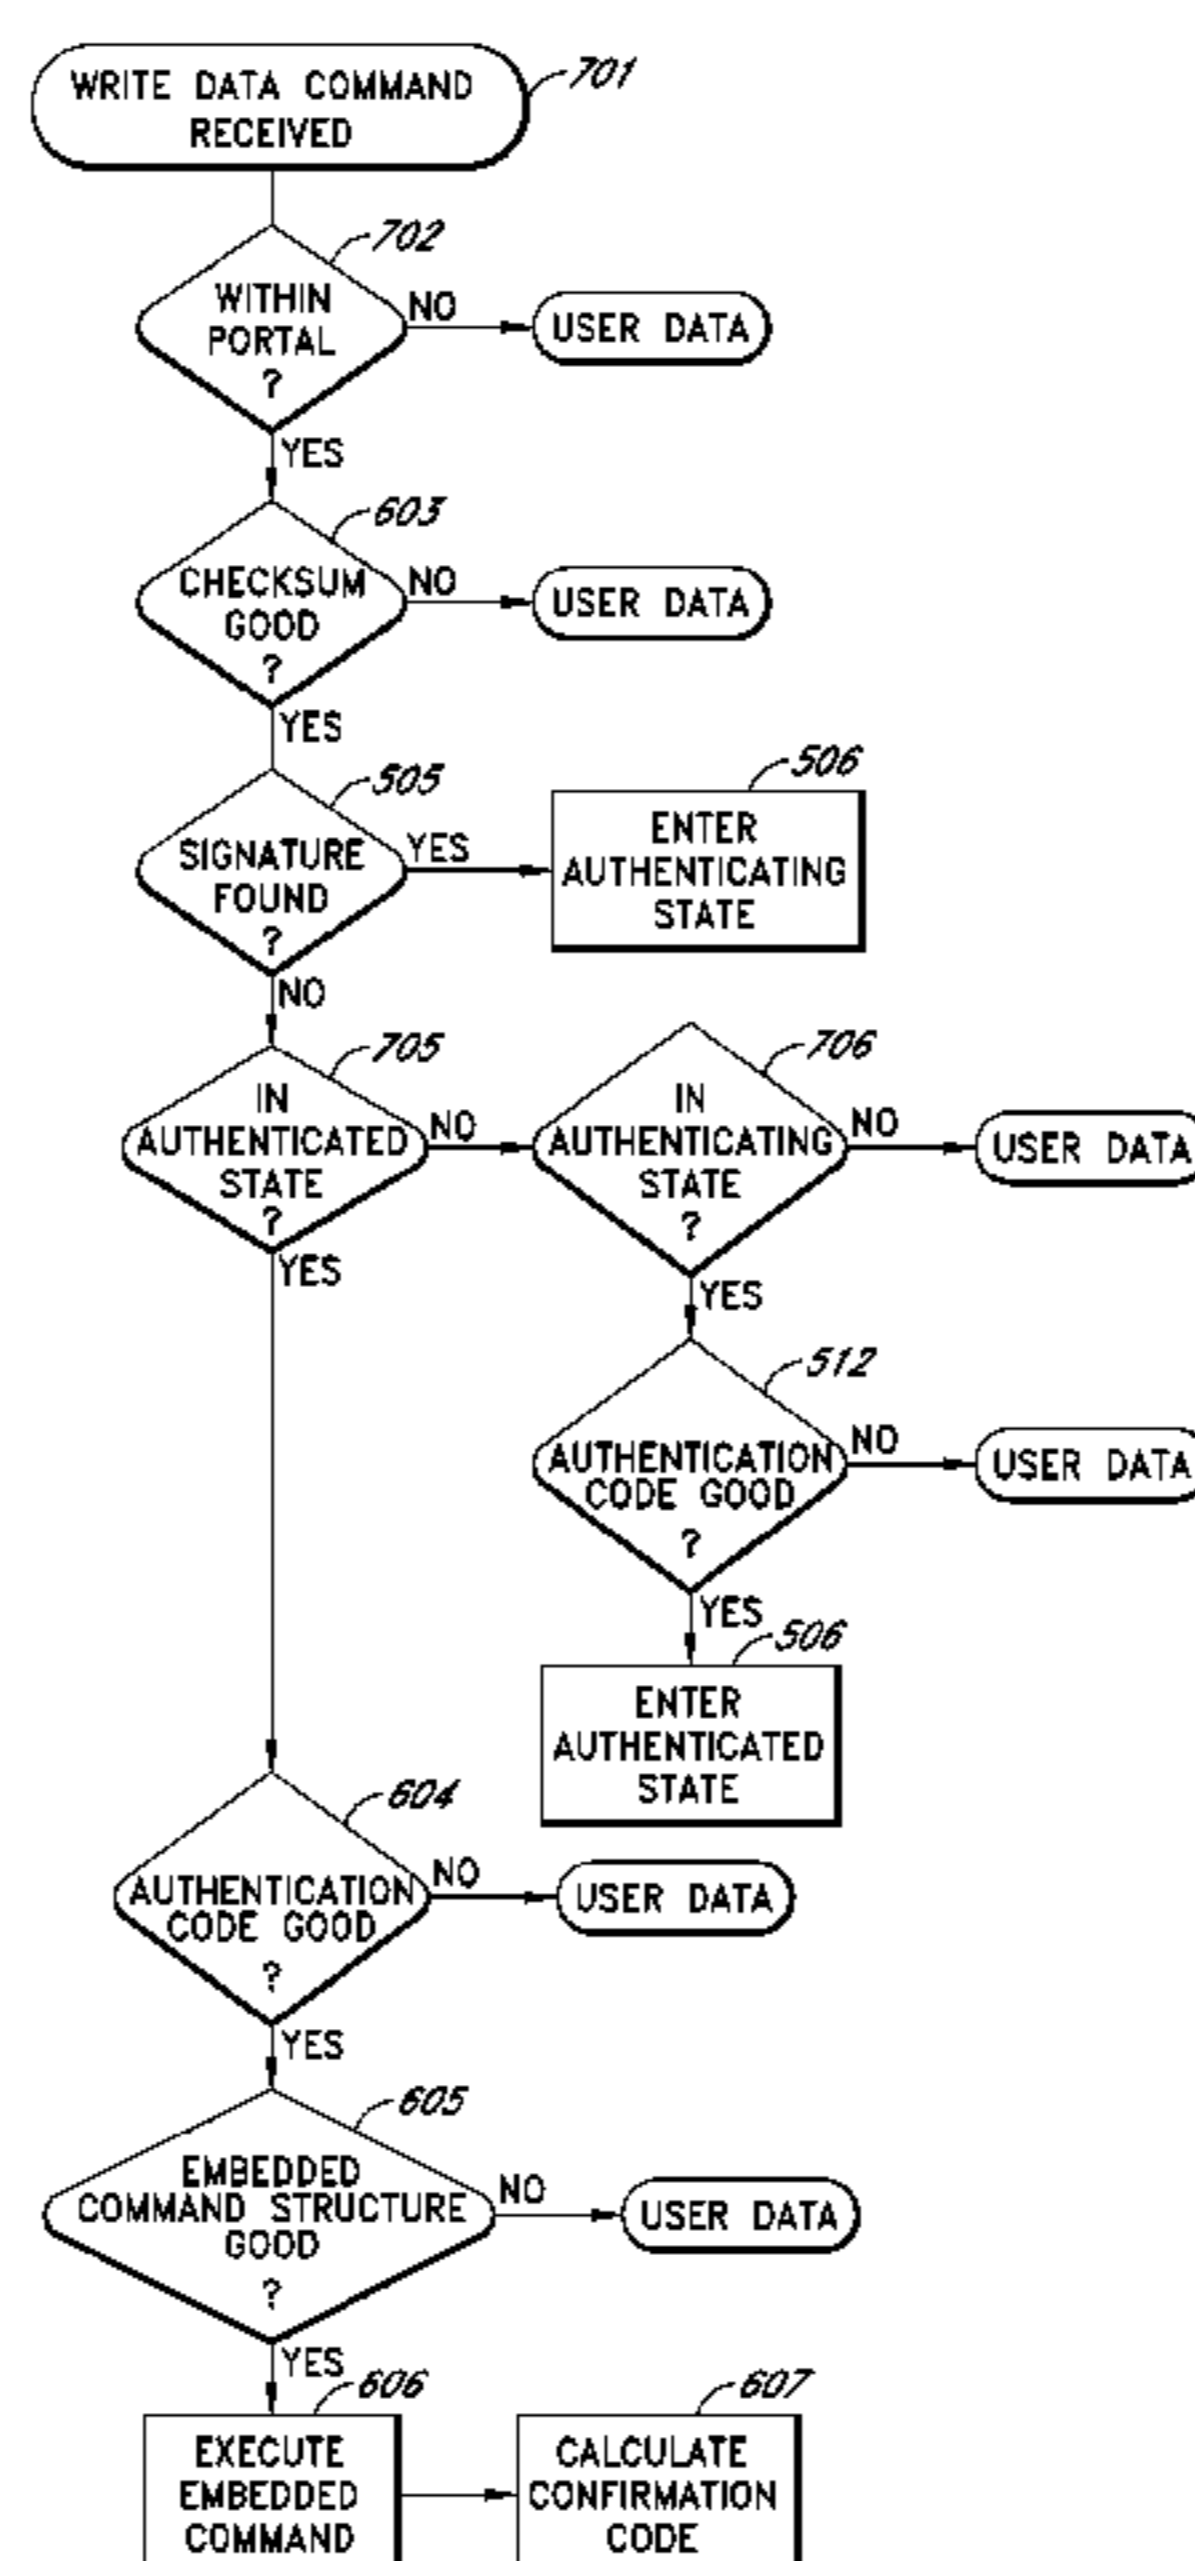 WRITE DATA COMMAND
RECEIVED
701
702
WITHIN
PORTAL
?
NO
USER DATA
YES
603
CHECKSUM
GOOD
?
NO
USER DATA
YES
505
SIGNATURE
FOUND
?
YES
506
ENTER
AUTHENTICATING
STATE
NO
705
IN
AUTHENTICATED
STATE
?
NO
706
IN
AUTHENTICATING
STATE
?
NO
USER DATA
YES
YES
512
AUTHENTICATION
CODE GOOD
?
NO
USER DATA
YES
506
ENTER
AUTHENTICATED
STATE
604
AUTHENTICATION
CODE GOOD
?
NO
USER DATA
YES
605
EMBEDDED
COMMAND STRUCTURE
GOOD
?
NO
USER DATA
YES
606
EXECUTE
EMBEDDED
COMMAND
607
CALCULATE
CONFIRMATION
CODE